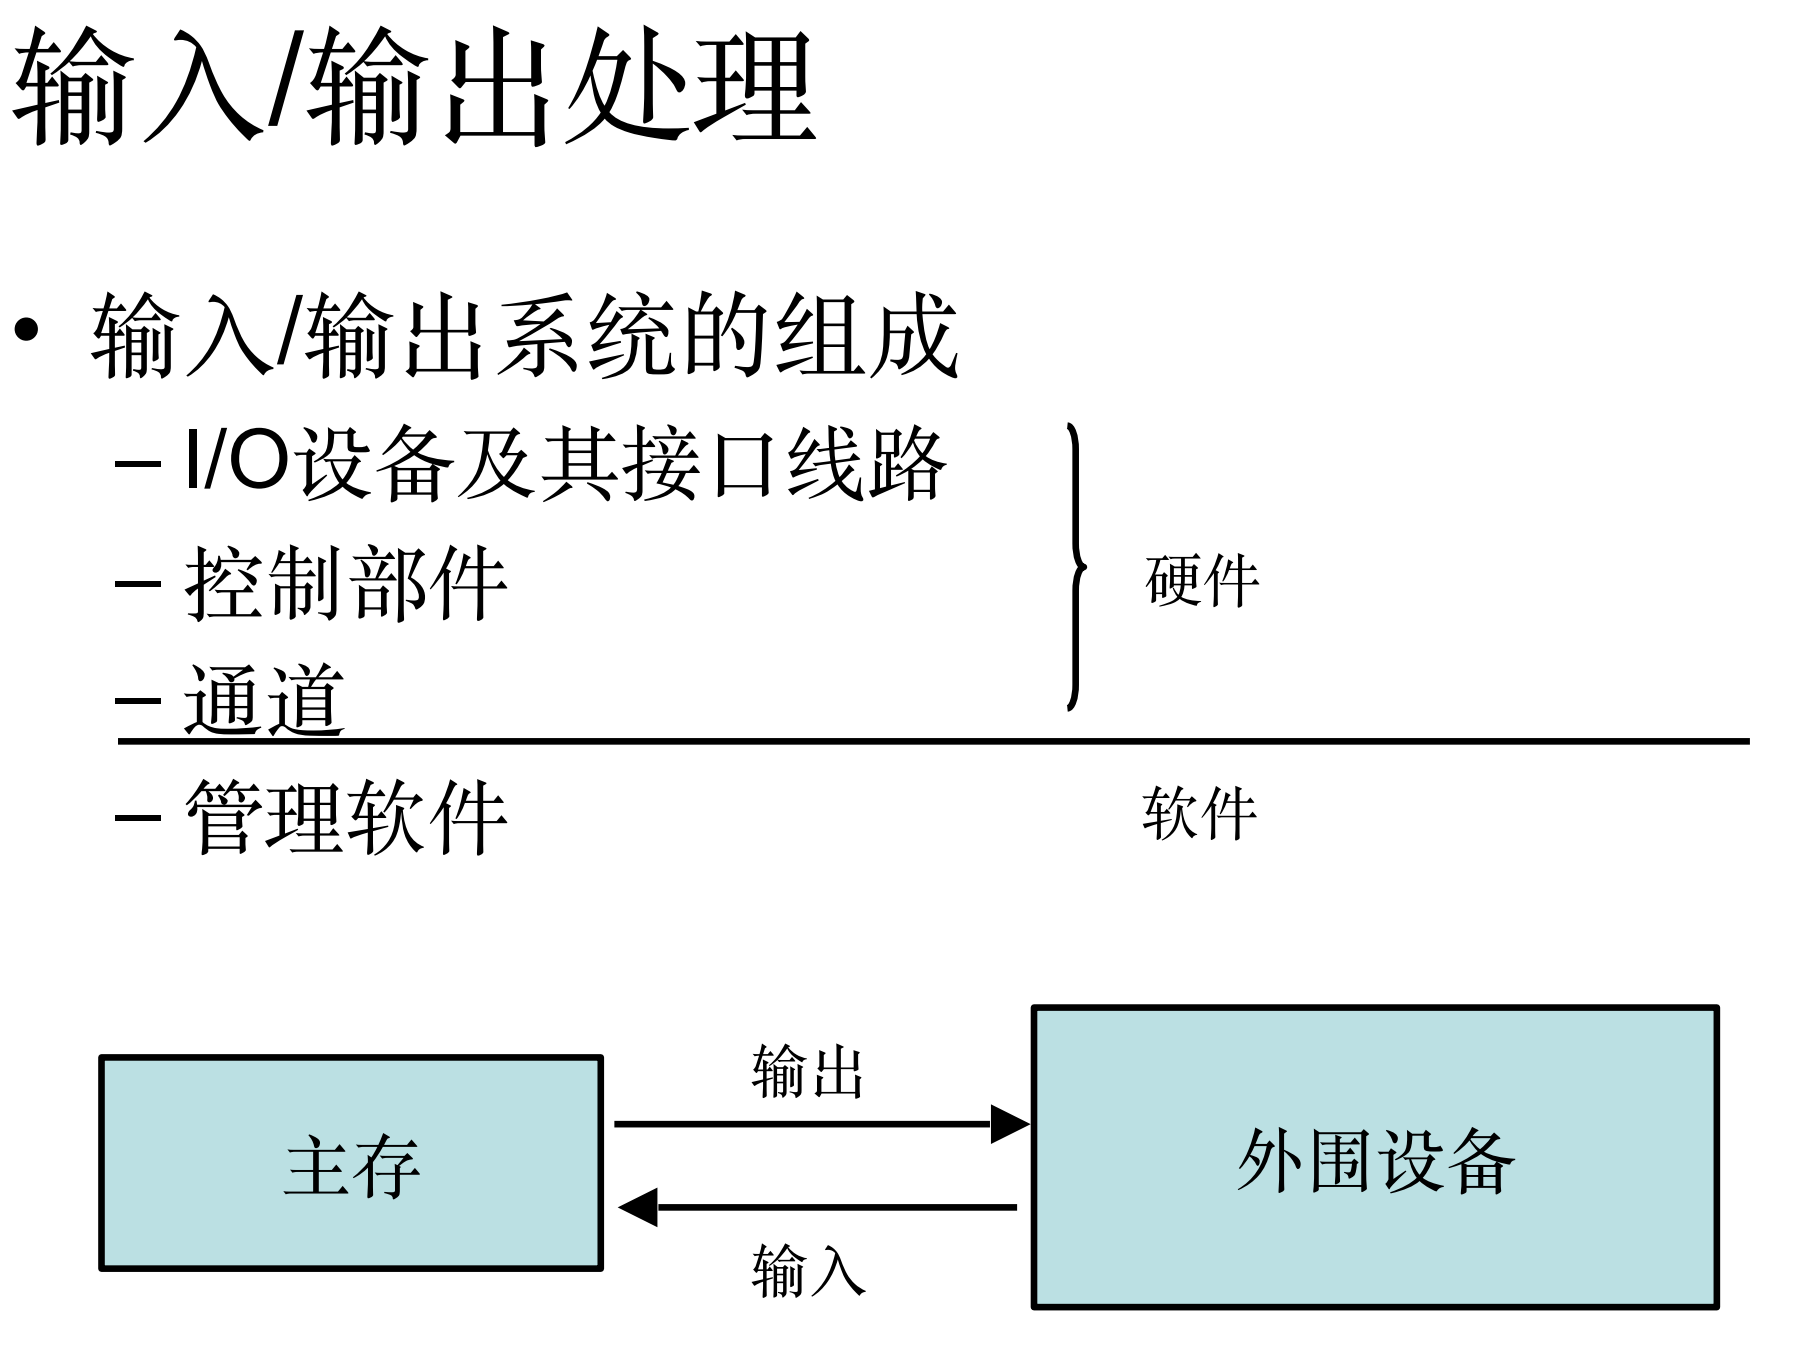 输入/输出处理
• 输入/输出系统的组成
– I/O设备及其接口线路
– 控制部件
硬件
– 通道
– 管理软件
软件
输出
主存
外围设备
输入